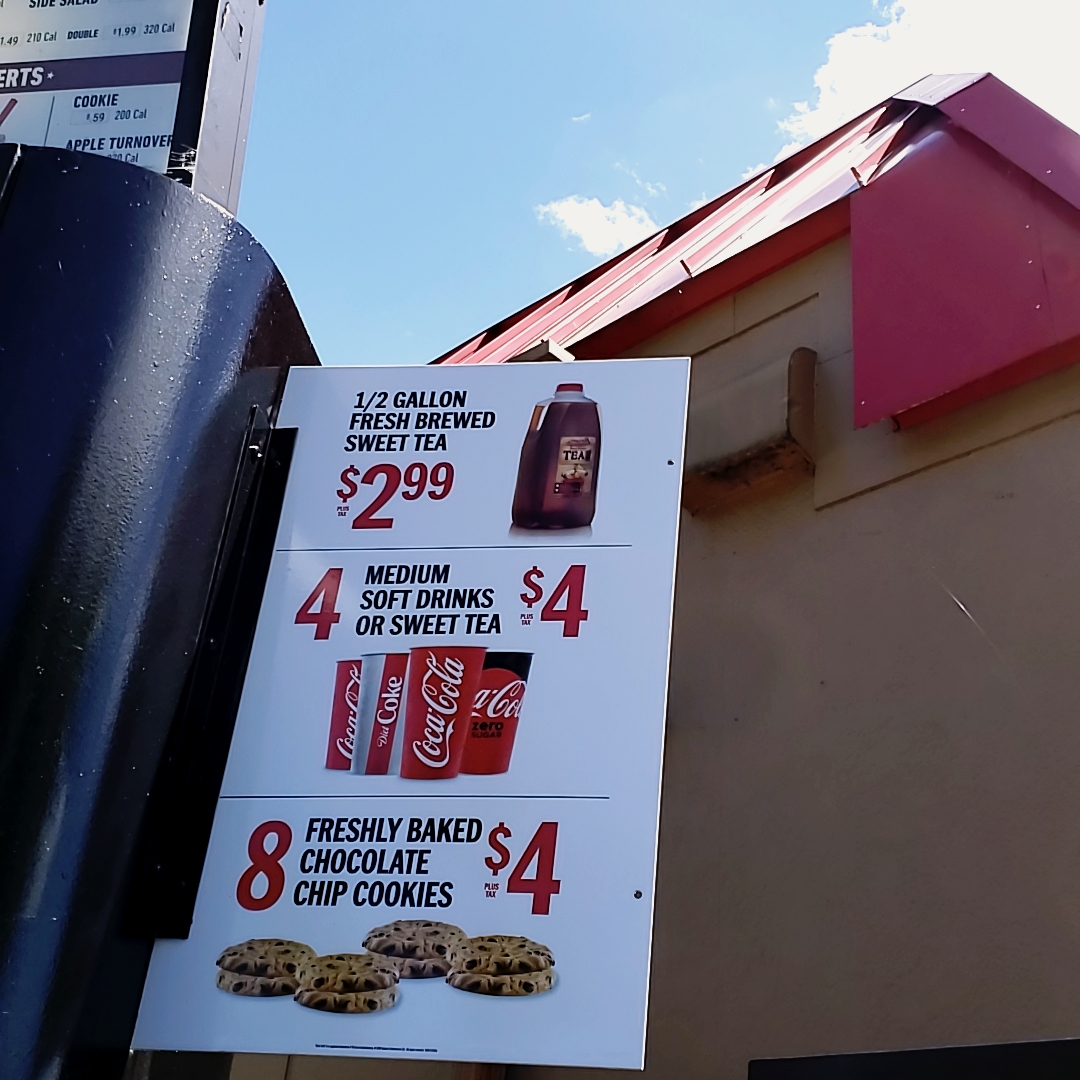 SIDE SALAD
1.49 210 Cal DOUBLE $1.99 320 Cal
ERTS
COOKIE
$.59 200 Cal
APPLE TURNOVER
Cal
1/2 GALLON
FRESH BREWED
SWEET TEA
$2.99
PLUS
TAX
TEA
4 MEDIUM
SOFT DRINKS
OR SWEET TEA
$4
PLUS
TAX
Coca-Cola
Diet Coke
Coca-Cola
a-Col
zero
SUGAR
8 FRESHLY BAKED
CHOCOLATE
CHIP COOKIES
$4
PLUS
TAX